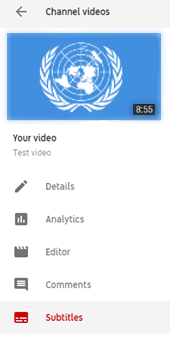 Channel videos
8:55
Your video
Test video
Details
Analytics
Editor
Comments
Subtitles